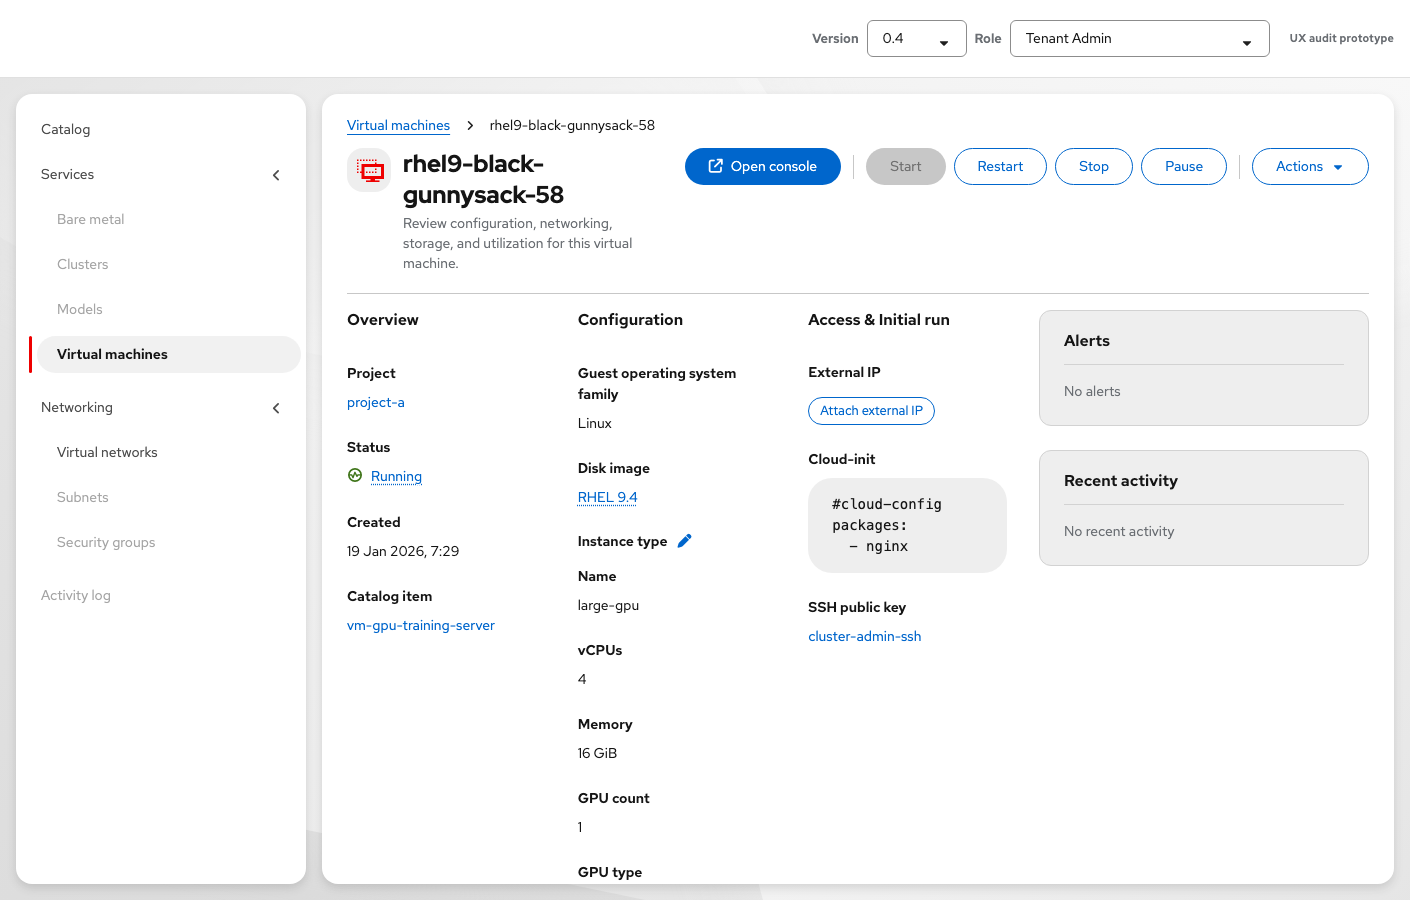 Version
0.4
Role
Tenant Admin
UX audit prototype
Catalog
Services
Bare metal
Clusters
Models
Virtual machines
Networking
Virtual networks
Subnets
Security groups
Activity log
Virtual machines
rhel9-black-gunnysack-58
rhel9-black-
gunnysack-58
Review configuration, networking,
storage, and utilization for this virtual
machine.
Open console
Start
Restart
Stop
Pause
Actions
Overview
Project
project-a
Status
Running
Created
19 Jan 2026, 7:29
Catalog item
vm-gpu-training-server
Configuration
Guest operating system
family
Linux
Disk image
RHEL 9.4
Instance type
Name
large-gpu
vCPUs
4
Memory
16 GiB
GPU count
1
GPU type
Access & Initial run
External IP
Attach external IP
Cloud-init
#cloud-config
packages:
  - nginx
SSH public key
cluster-admin-ssh
Alerts
No alerts
Recent activity
No recent activity